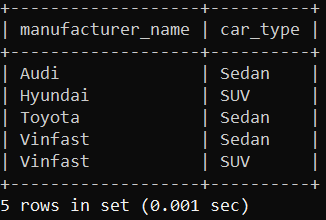 +-------------------+----------+
| manufacturer_name | car_type |
+-------------------+----------+
| Audi              | Sedan    |
| Hyundai           | SUV      |
| Toyota            | Sedan    |
| Vinfast           | Sedan    |
| Vinfast           | SUV      |
+-------------------+----------+
5 rows in set (0.001 sec)